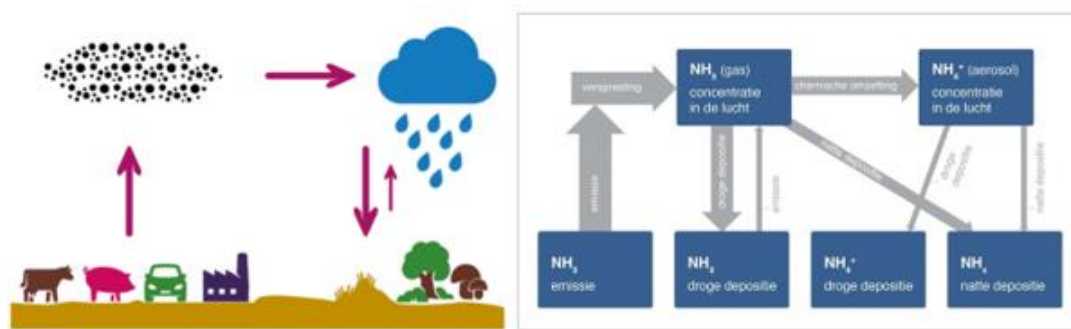 NH₃ (gas)
concentratie
in de lucht
NH₄⁺ (aerosol)
concentratie
in de lucht
verspreiding
chemische omzetting
emissie
droge depositie
emissie
natte depositie
droge
depositie
natte depositie
NH₃
emissie
NH₃
droge depositie
NH₄⁺
droge depositie
NH₄
natte depositie